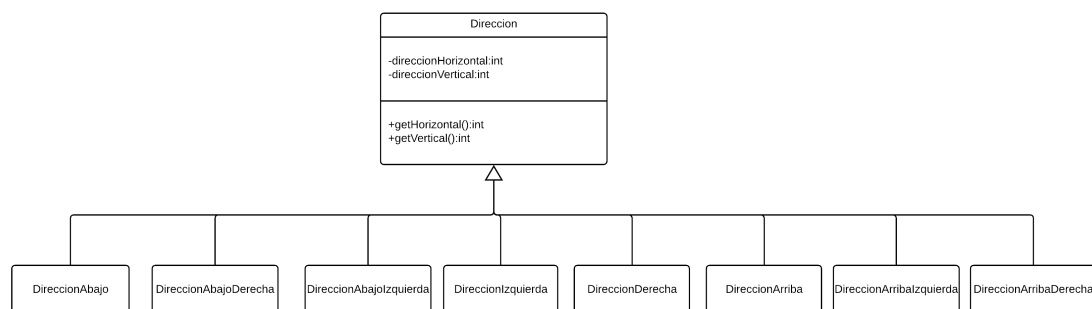 Direccion
-direccionHorizontal:int
-direccionVertical:int
+getHorizontal():int
+getVertical():int
DireccionAbajo
DireccionAbajoDerecha
DireccionAbajoIzquierda
DireccionIzquierda
DireccionDerecha
DireccionArriba
DireccionArribaIzquierda
DireccionArribaDerecha